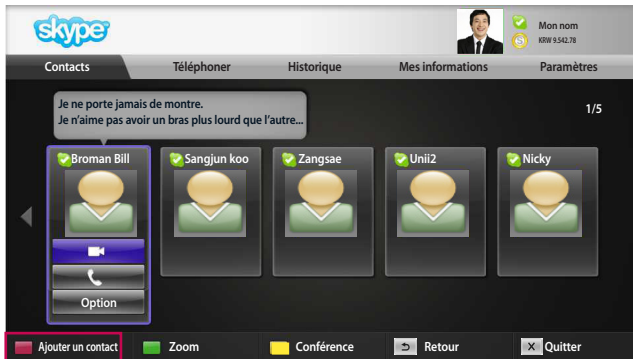 skype
Mon nom
KRW 9.542.78
Contacts
Téléphoner
Historique
Mes informations
Paramètres
Je ne porte jamais de montre.
Je n'aime pas avoir un bras plus lourd que l'autre...
1/5
Broman Bill
Sangjun koo
Zangsae
Unii2
Nicky
Option
Ajouter un contact
Zoom
Conférence
Retour
X Quitter